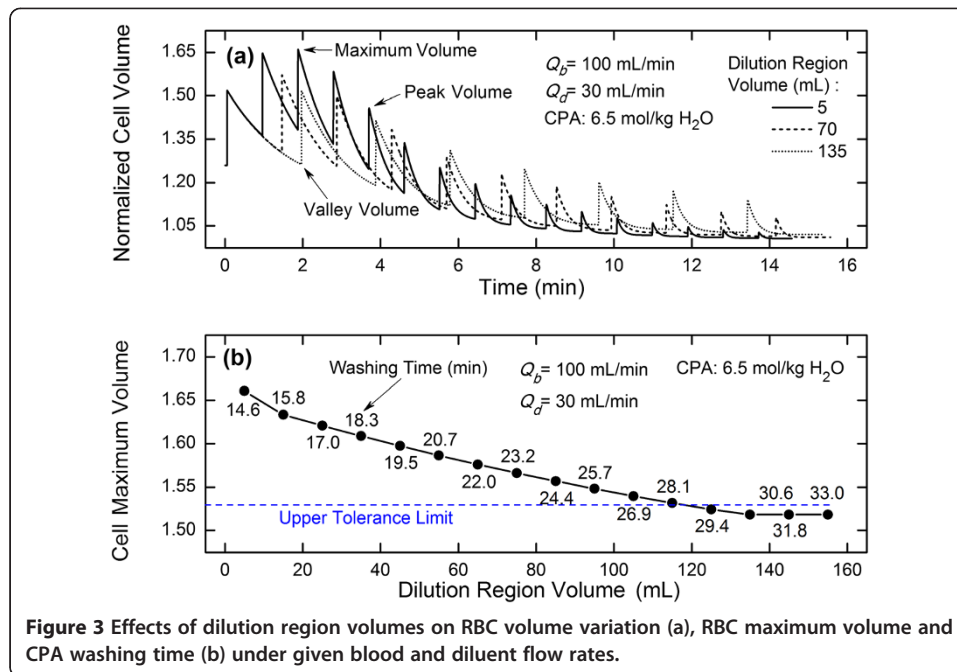 (a)
Normalized Cell Volume
1.65
1.50
1.35
1.20
1.05
Maximum Volume
Peak Volume
Valley Volume
Q_b= 100 mL/min
Q_d= 30 mL/min
CPA: 6.5 mol/kg H₂O
Dilution Region
Volume (mL) :
5
70
135
0 2 4 6 8 10 12 14 16
Time (min)
(b)
Cell Maximum Volume
1.70
1.65
1.60
1.55
1.50
Washing Time (min)
Q_b= 100 mL/min
Q_d= 30 mL/min
CPA: 6.5 mol/kg H₂O
14.6
15.8
17.0
18.3
19.5
20.7
22.0
23.2
24.4
25.7
26.9
28.1
29.4
30.6
31.8
33.0
Upper Tolerance Limit
0 20 40 60 80 100 120 140 160
Dilution Region Volume (mL)
Figure 3 Effects of dilution region volumes on RBC volume variation (a), RBC maximum volume and
CPA washing time (b) under given blood and diluent flow rates.